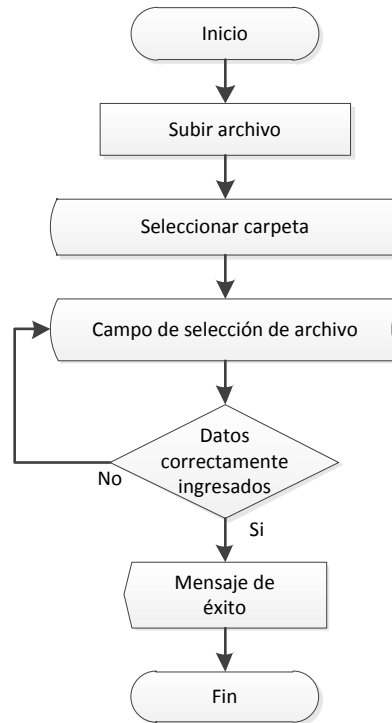 Inicio
Subir archivo
Seleccionar carpeta
Campo de selección de archivo
Datos
correctamente
ingresados
No
Si
Mensaje de
éxito
Fin